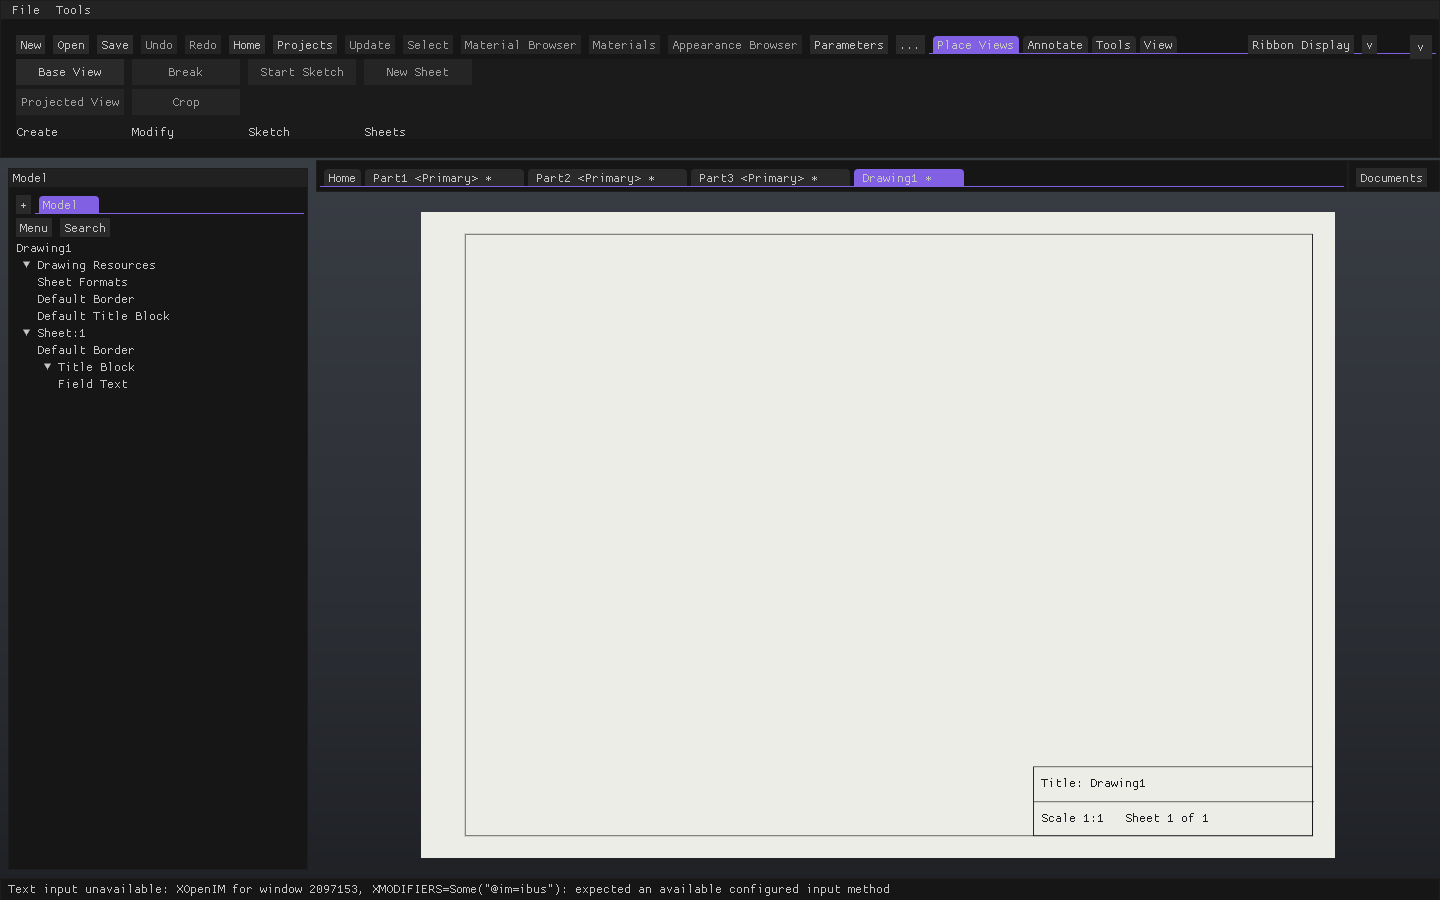 File Tools
New Open Save Undo Redo Home Projects Update Select Material Browser Materials Appearance Browser Parameters ... Place Views Annotate Tools View Ribbon Display v v
Base View Break Start Sketch New Sheet
Projected View Crop
Create Modify Sketch Sheets
Model
Home Part1 <Primary> * Part2 <Primary> * Part3 <Primary> * Drawing1 * Documents
+ Model
Menu Search
Drawing1
Drawing Resources
Sheet Formats
Default Border
Default Title Block
Sheet:1
Default Border
Title Block
Field Text
Title: Drawing1
Scale 1:1 Sheet 1 of 1
Text input unavailable: XOpenIM for window 2097153, XMODIFIERS=Some("@im=ibus"): expected an available configured input method